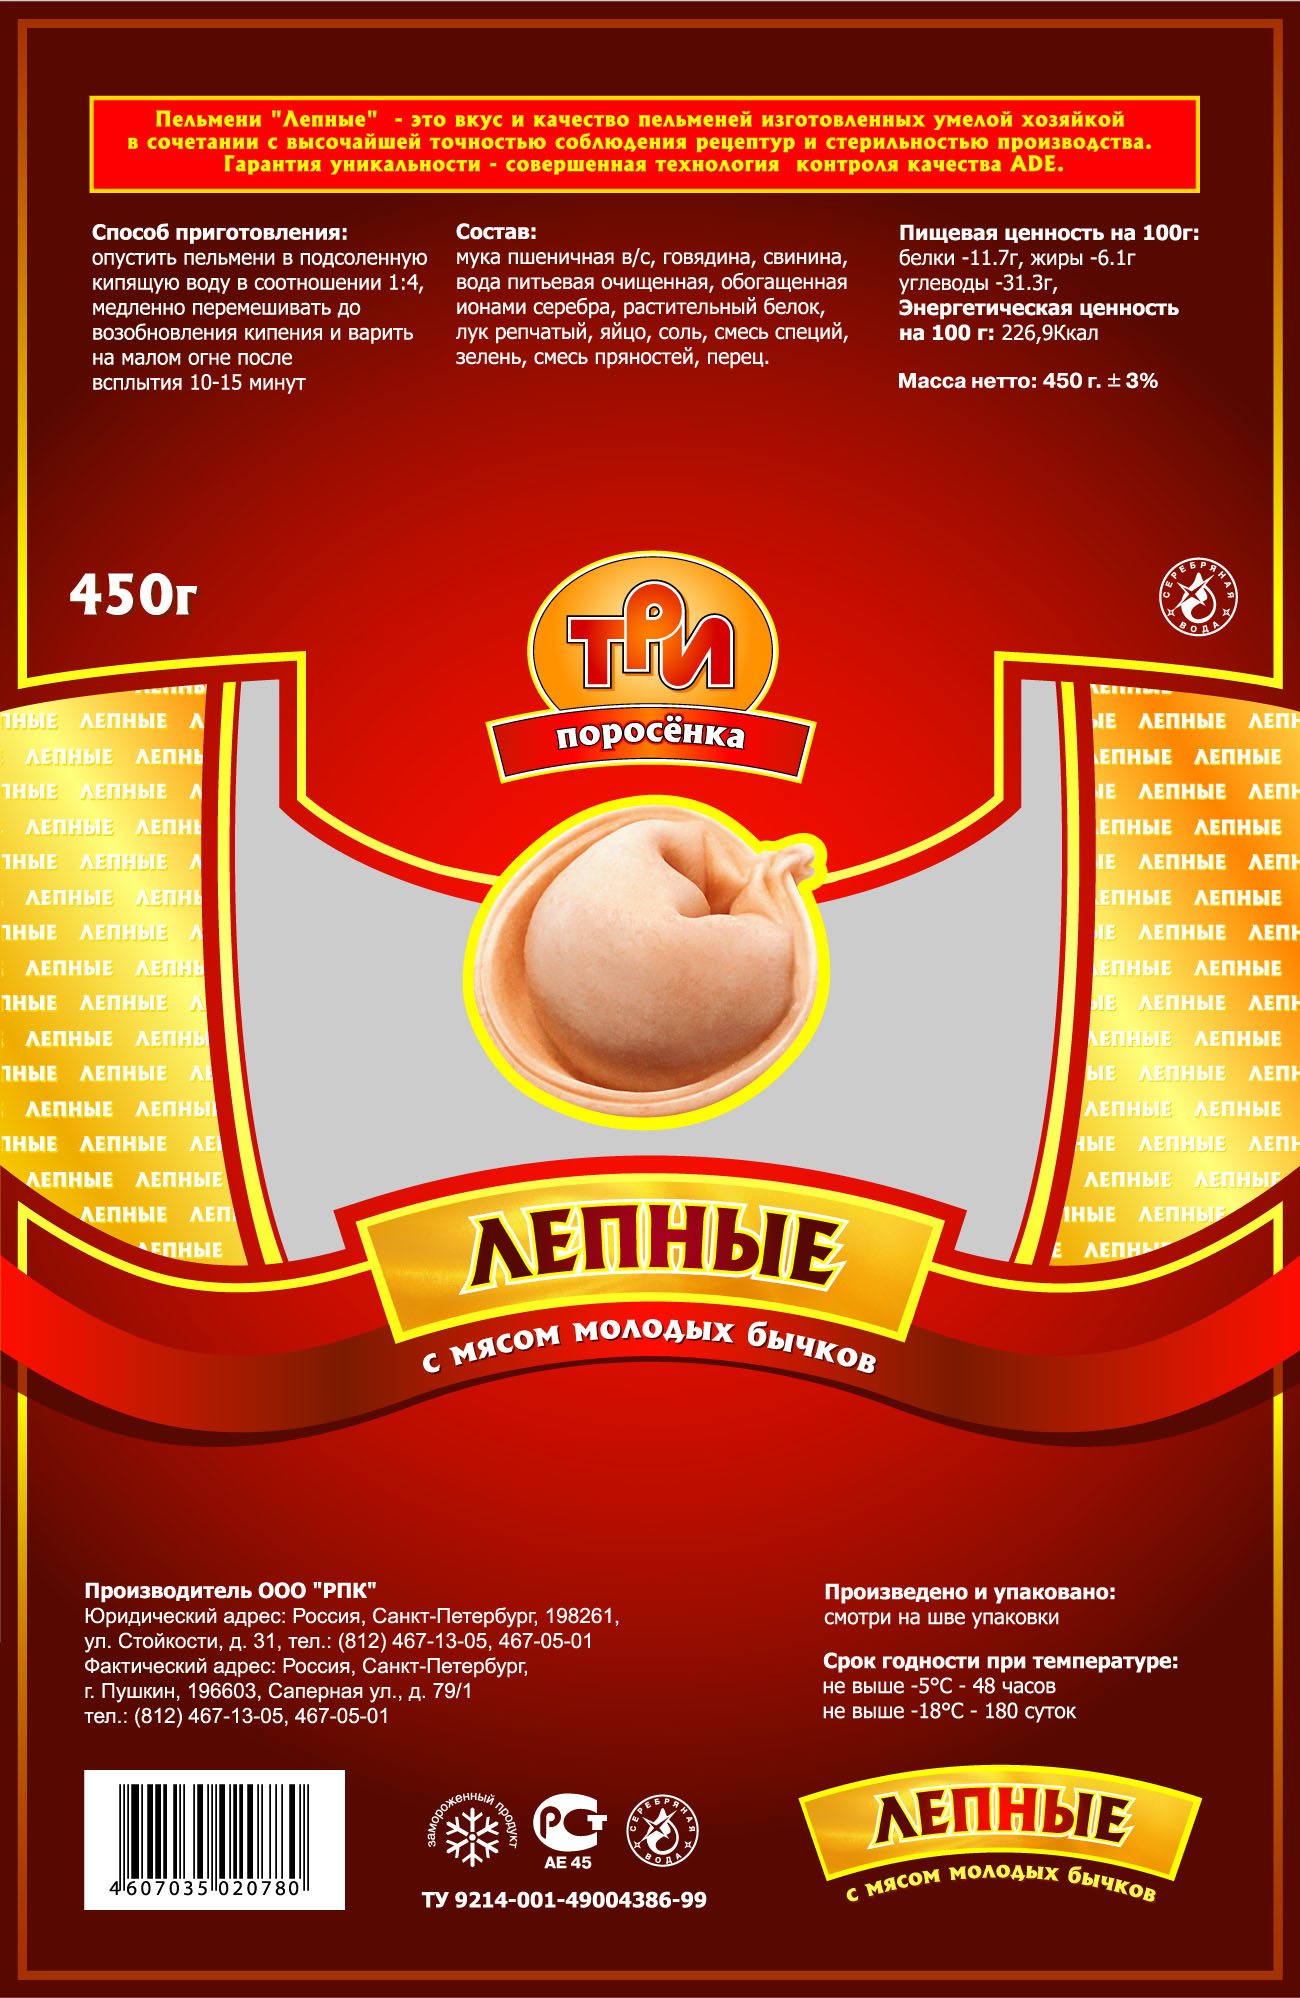 Пельмени "Лепные" - это вкус и качество пельменей изготовленных умелой хозяйкой
в сочетании с высочайшей точностью соблюдения рецептур и стерильностью производства.
Гарантия уникальности - совершенная технология контроля качества ADE.
Способ приготовления:
опустить пельмени в подсоленную
кипящую воду в соотношении 1:4,
медленно перемешивать до
возобновления кипения и варить
на малом огне после
всплытия 10-15 минут
Состав:
мука пшеничная в/с, говядина, свинина,
вода питьевая очищенная, обогащенная
ионами серебра, растительный белок,
лук репчатый, яйцо, соль, смесь специй,
зелень, смесь пряностей, перец.
Пищевая ценность на 100г:
белки -11.7г, жиры -6.1г
углеводы -31.3г,
Энергетическая ценность
на 100 г: 226,9Ккал
Масса нетто: 450 г. ± 3%
450г
СЕРЕБРЯНАЯ
ВОДА
ТРИ
поросёнка
ЛЕПНЫЕ
с мясом молодых бычков
Производитель ООО "РПК"
Юридический адрес: Россия, Санкт-Петербург, 198261,
ул. Стойкости, д. 31, тел.: (812) 467-13-05, 467-05-01
Фактический адрес: Россия, Санкт-Петербург,
г. Пушкин, 196603, Саперная ул., д. 79/1
тел.: (812) 467-13-05, 467-05-01
Произведено и упаковано:
смотри на шве упаковки
Срок годности при температуре:
не выше -5°С - 48 часов
не выше -18°С - 180 суток
4 607035 020780
замороженный продукт
РСТ
АЕ 45
СЕРЕБРЯНАЯ
ВОДА
ТУ 9214-001-49004386-99
ЛЕПНЫЕ
с мясом молодых бычков